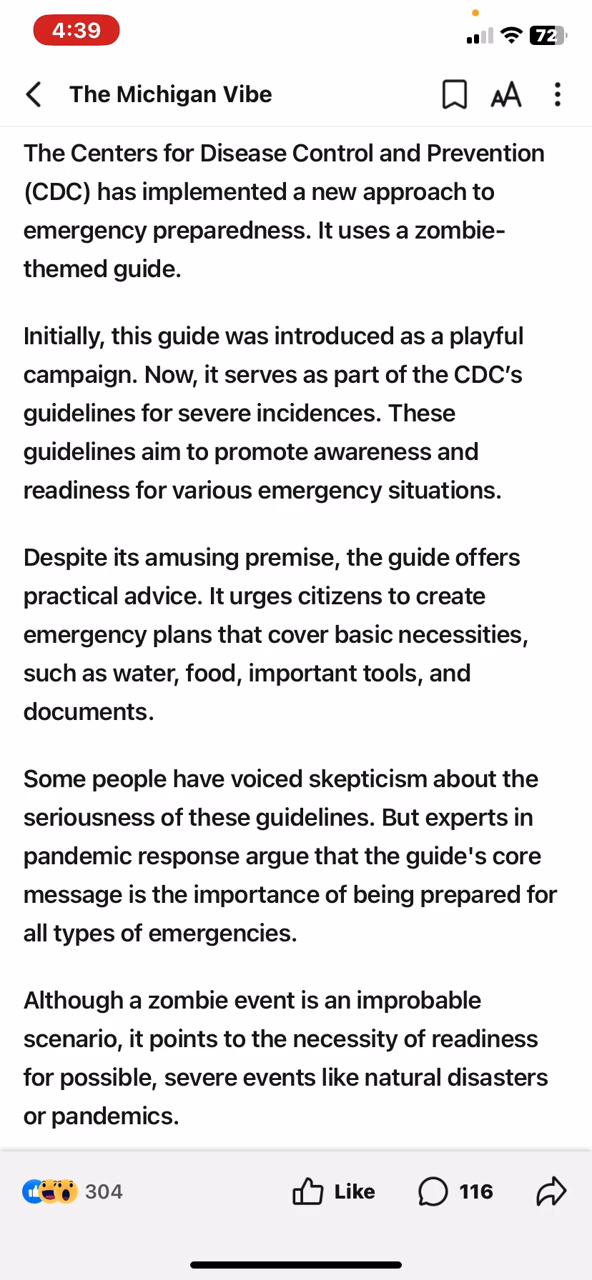 4:39
72
The Michigan Vibe
AA
The Centers for Disease Control and Prevention
(CDC) has implemented a new approach to
emergency preparedness. It uses a zombie-
themed guide.
Initially, this guide was introduced as a playful
campaign. Now, it serves as part of the CDC’s
guidelines for severe incidences. These
guidelines aim to promote awareness and
readiness for various emergency situations.
Despite its amusing premise, the guide offers
practical advice. It urges citizens to create
emergency plans that cover basic necessities,
such as water, food, important tools, and
documents.
Some people have voiced skepticism about the
seriousness of these guidelines. But experts in
pandemic response argue that the guide's core
message is the importance of being prepared for
all types of emergencies.
Although a zombie event is an improbable
scenario, it points to the necessity of readiness
for possible, severe events like natural disasters
or pandemics.
304
Like
116